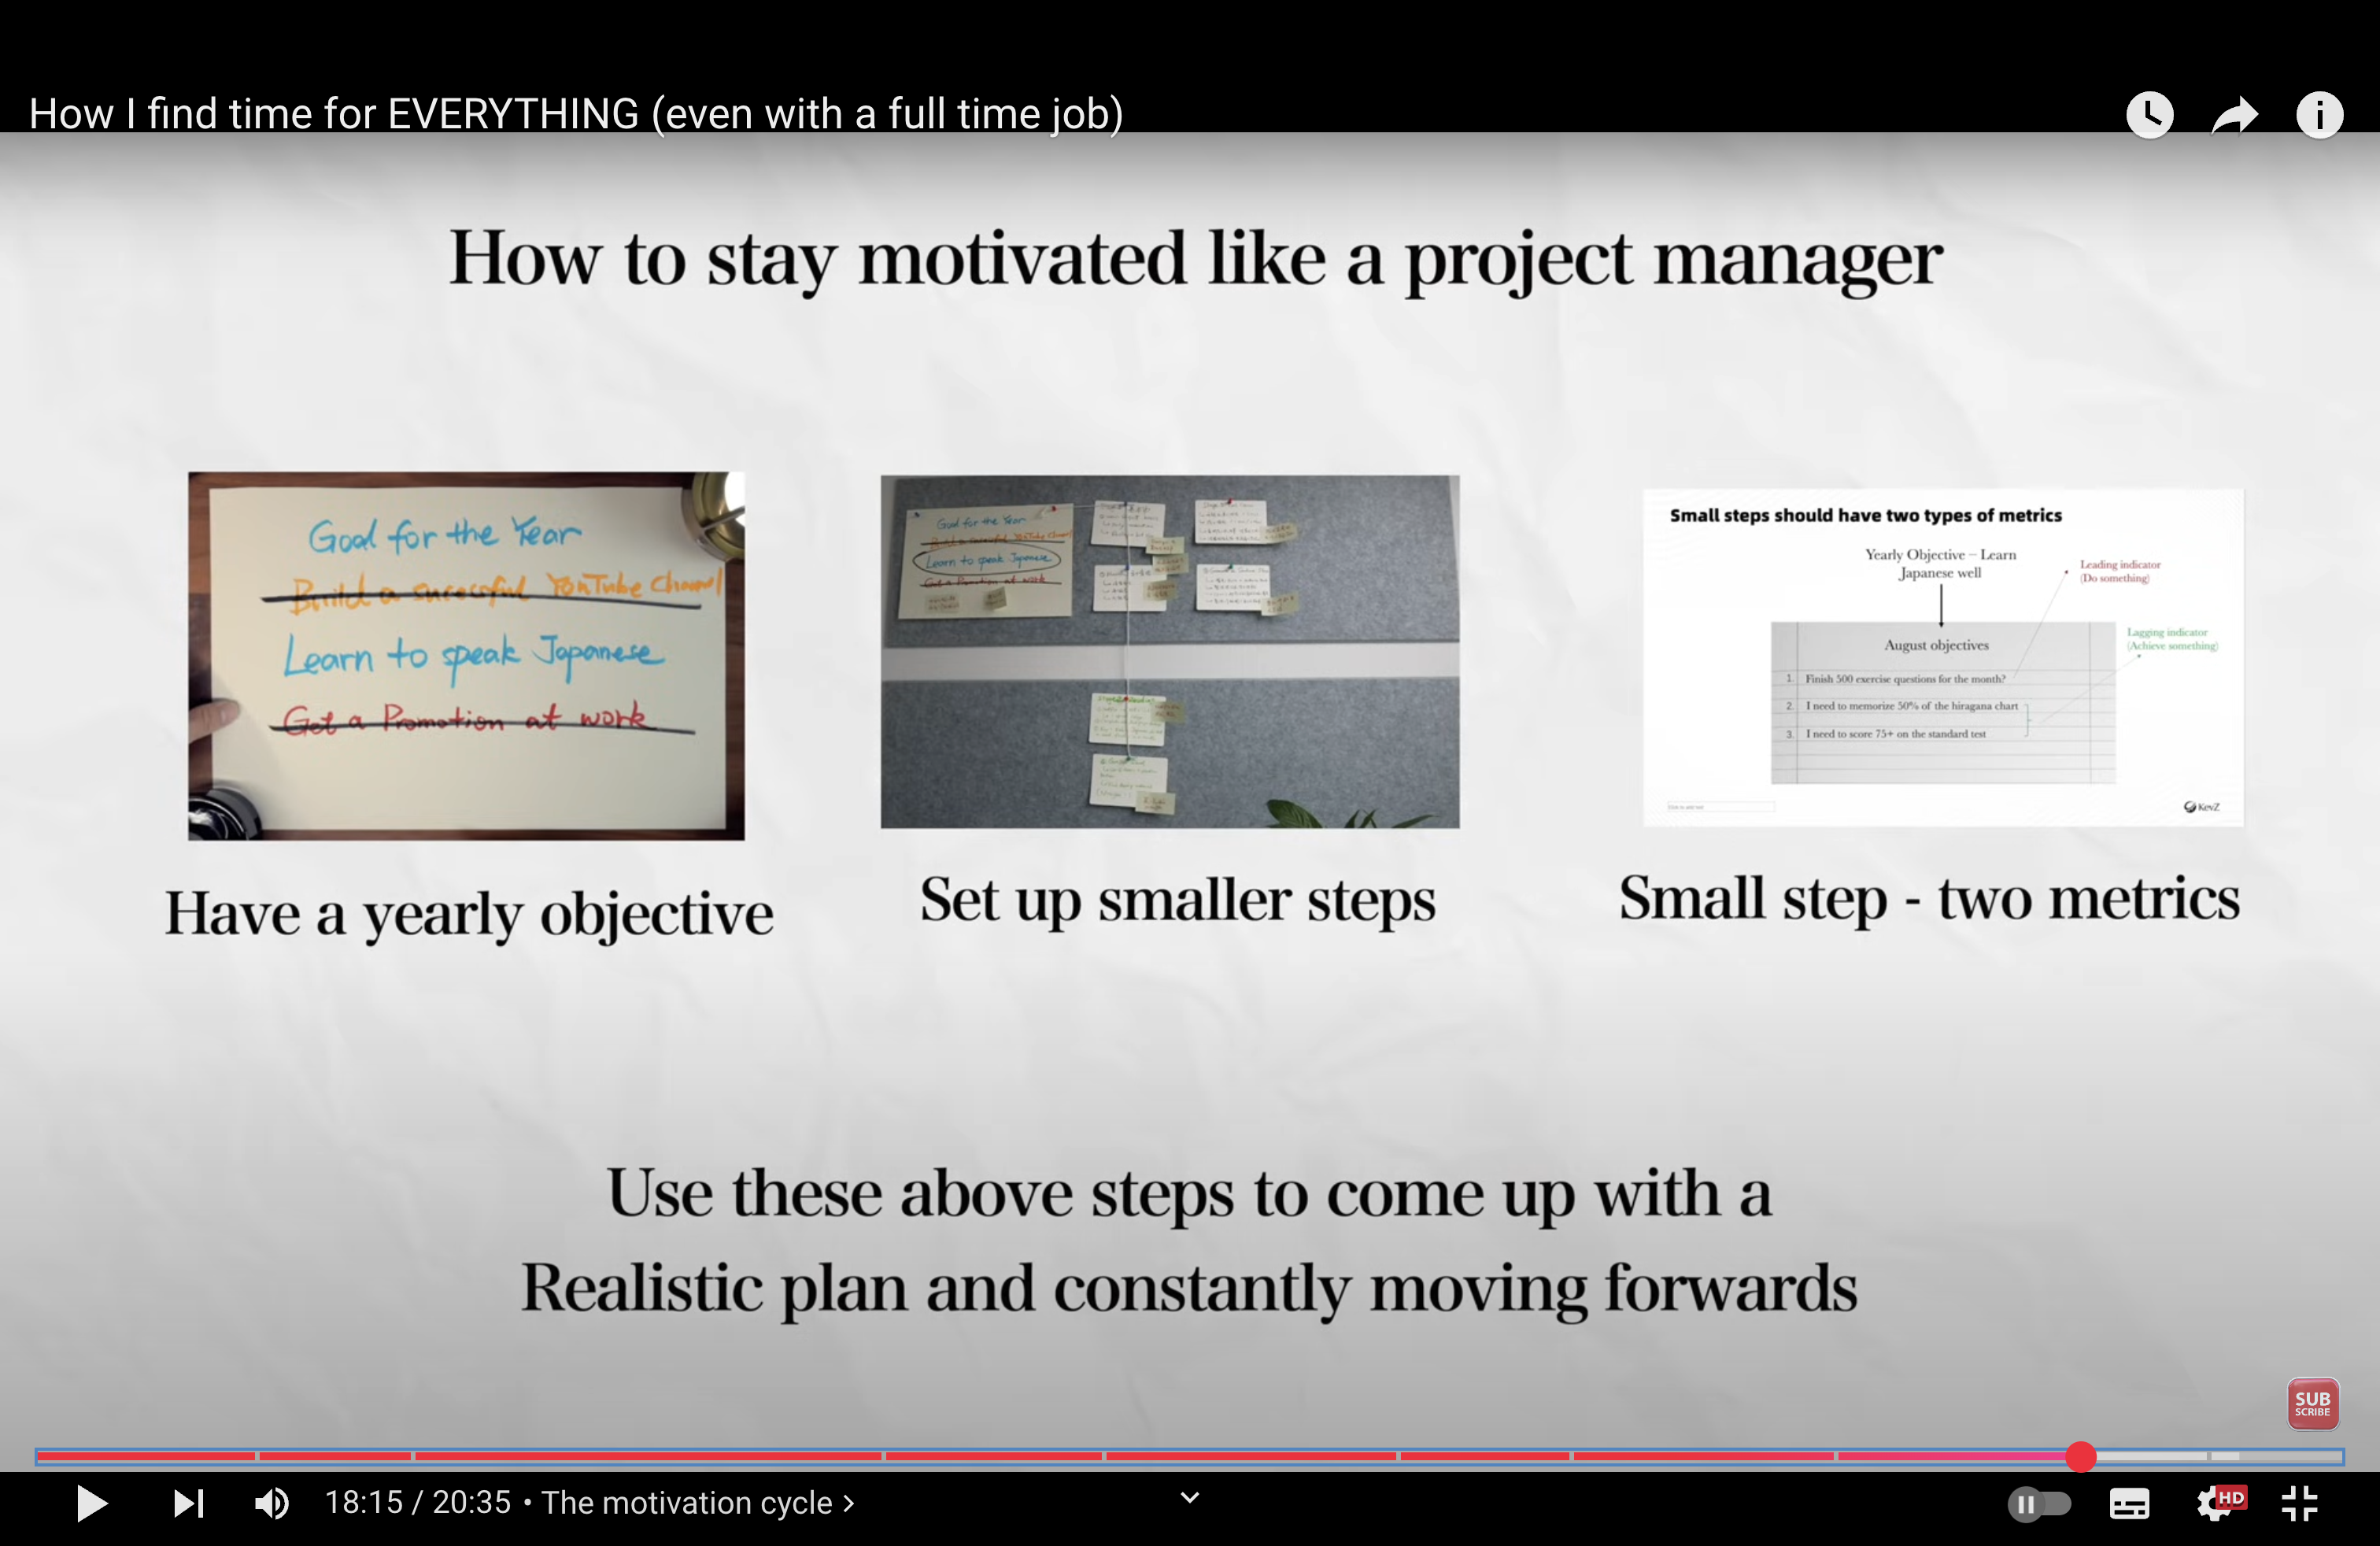 How I find time for EVERYTHING (even with a full time job)
How to stay motivated like a project manager
Goal for the Year
Build a sucessful YouTube Channel
Learn to speak Japanese
Get a Promotion at work
Have a yearly objective
Goal for the Year
Build a sucessful YouTube Channel
Learn to speak Japanese
Get a Promotion at work
Set up smaller steps
Small steps should have two types of metrics
Yearly Objective – Learn
Japanese well
Leading indicator
(Do something)
Lagging indicator
(Achieve something)
August objectives
1. Finish 500 exercise questions for the month?
2. I need to memorize 50% of the hiragana chart
3. I need to score 75+ on the standard test
KevZ
Small step - two metrics
Use these above steps to come up with a
Realistic plan and constantly moving forwards
SUB
SCRIBE
18:15 / 20:35 • The motivation cycle
HD